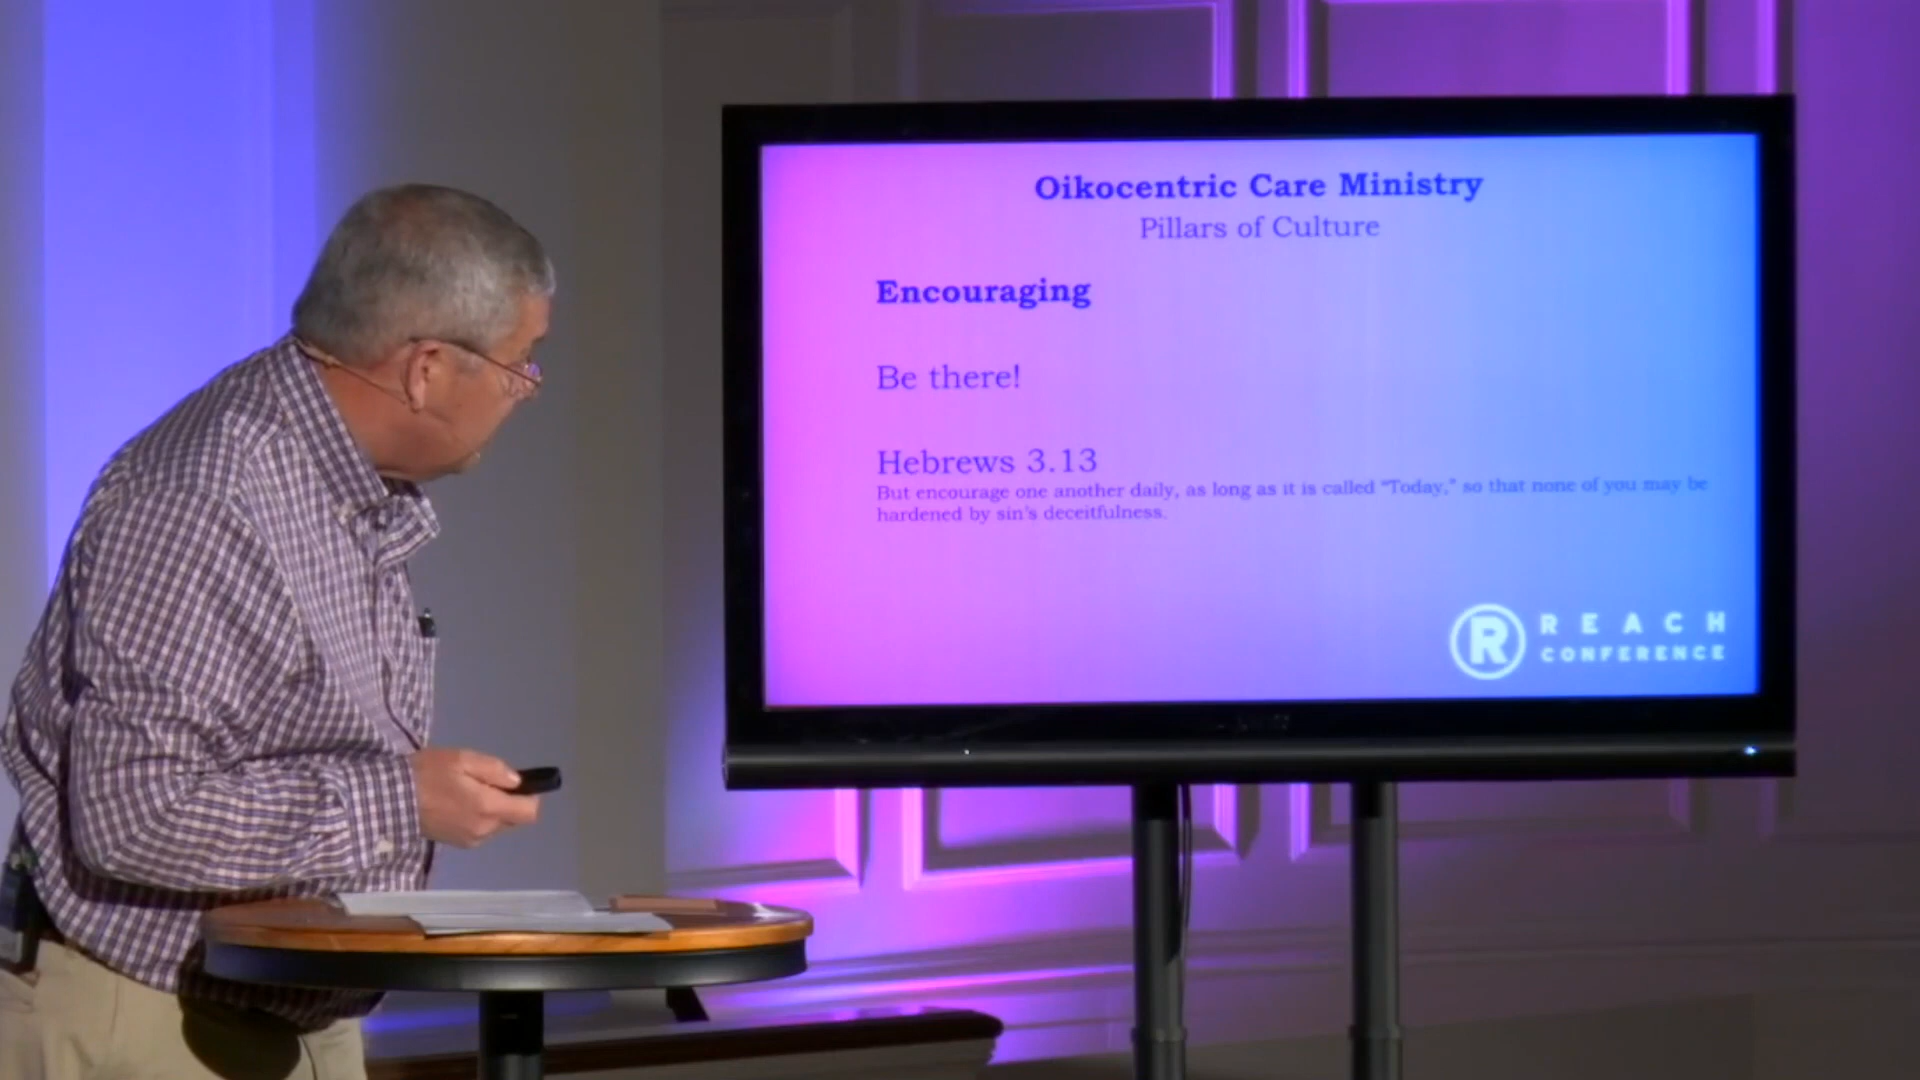 Oikocentric Care Ministry
Pillars of Culture
Encouraging
Be there!
Hebrews 3.13
But encourage one another daily, as long as it is called "Today," so that none of you may be
hardened by sin's deceitfulness.
R REACH
CONFERENCE